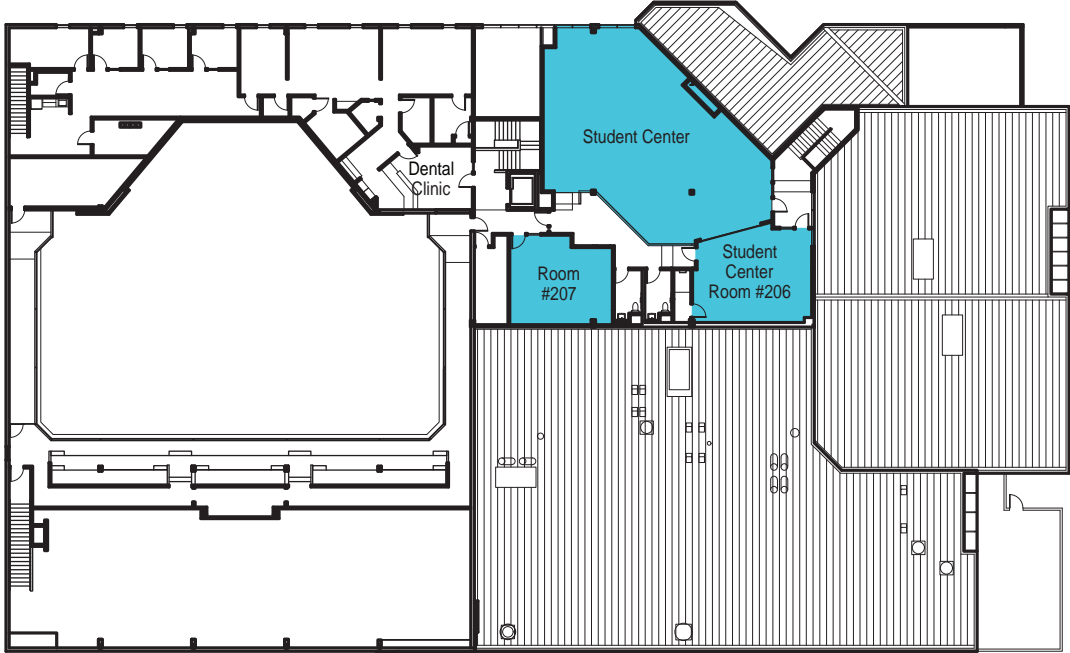 Student Center
Dental
Clinic
Student
Center
Room #206
Room
#207